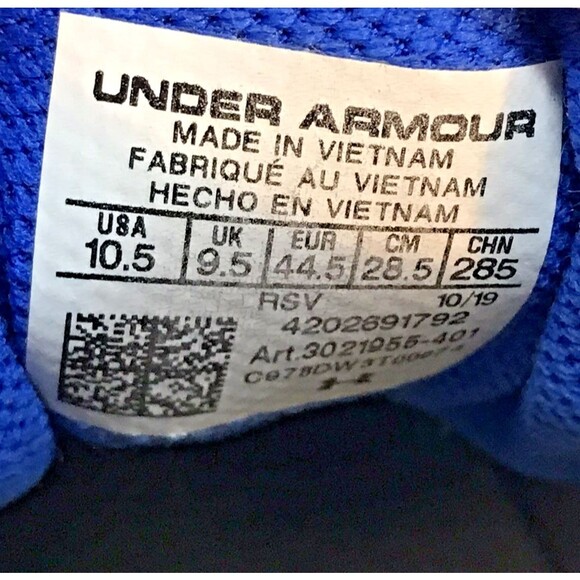 UNDER ARMOUR
MADE IN VIETNAM
FABRIQUÉ AU VIETNAM
HECHO EN VIETNAM
USA UK EUR CM CHN
10.5 9.5 44.5 28.5 285
RSV 10/19
4202691792
Art.3021955-401